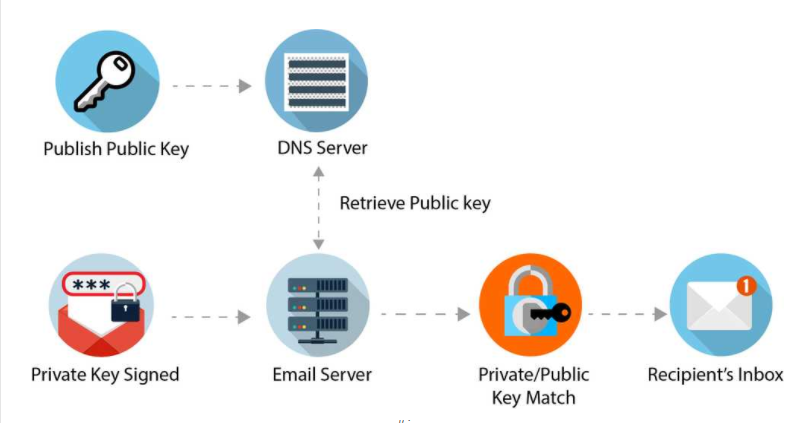 Publish Public Key
DNS Server
Retrieve Public key
***
1
Private Key Signed
Email Server
Private/Public
Key Match
Recipient's Inbox